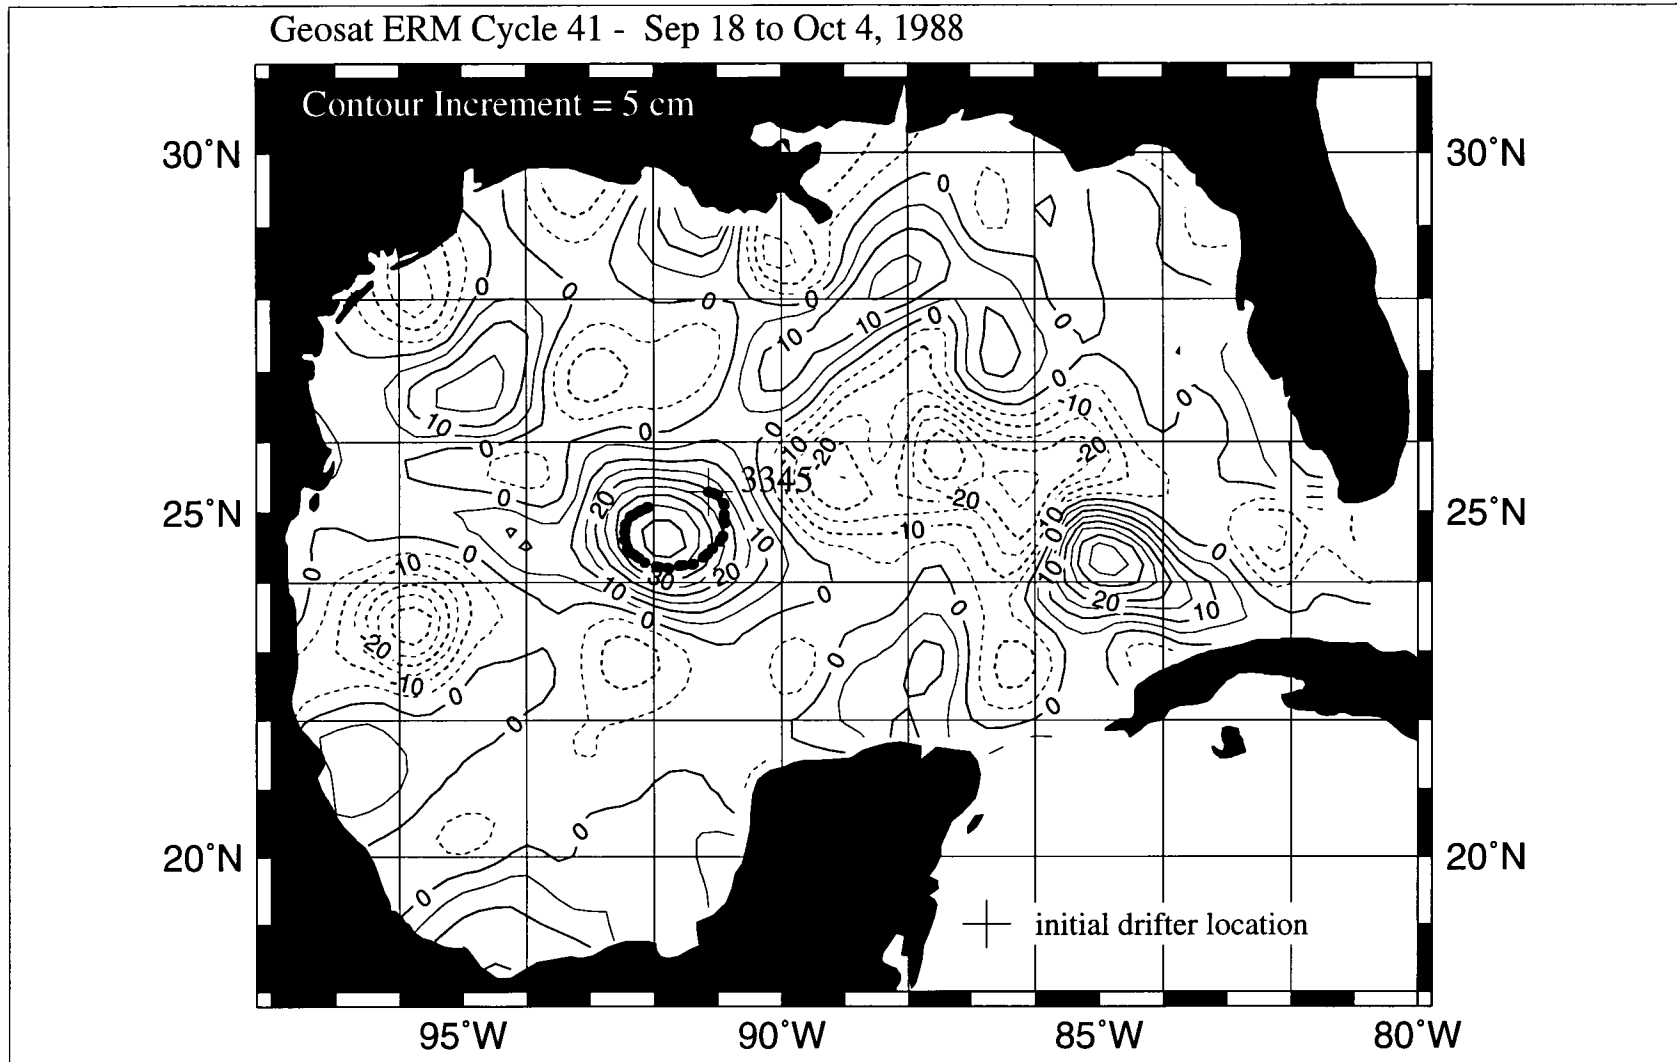 Geosat ERM Cycle 41 - Sep 18 to Oct 4, 1988
Contour Increment = 5 cm
30°N 30°N
0
0 0 0 0
10 10 0 0
0 -10 0
10 0 0 0
-10 -20 -20
3345
20 0 -20
25°N 25°N
10 -10 10 0
0 0 0
-10 30 20 10
10 0 0 20 10
0
-20 0
-10 0 0
0
0
20°N 20°N
0
initial drifter location
95°W 90°W 85°W 80°W